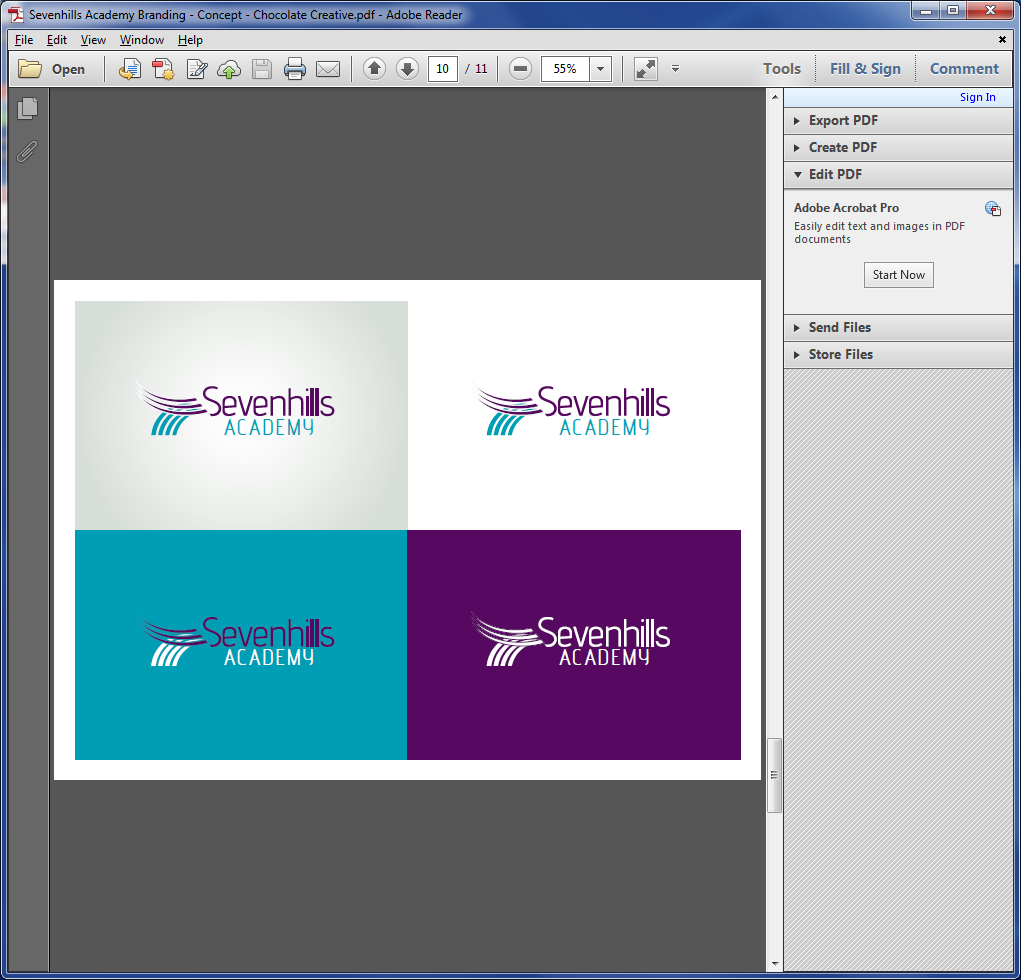 Sevenhills Academy Branding - Concept - Chocolate Creative.pdf - Adobe Reader
File Edit View Window Help
Open 10 / 11 55% Tools Fill & Sign Comment
Sign In
Export PDF
Create PDF
Edit PDF
Adobe Acrobat Pro
Easily edit text and images in PDF
documents
Start Now
Send Files
Store Files
Sevenhills
ACADEMY
Sevenhills
ACADEMY
Sevenhills
ACADEMY
Sevenhills
ACADEMY